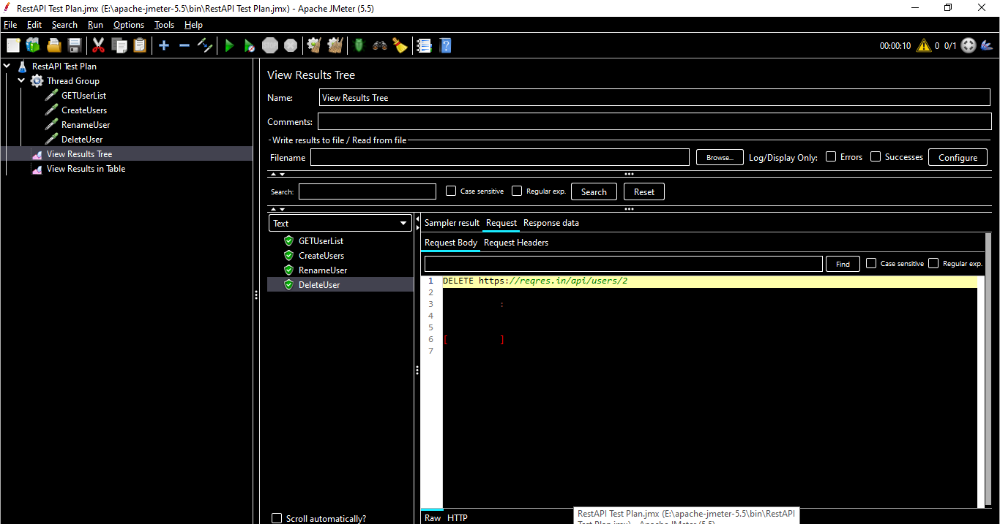 RestAPI Test Plan.jmx (E:\apache-jmeter-5.5\bin\RestAPI Test Plan.jmx) - Apache JMeter (5.5)
File Edit Search Run Options Tools Help
00:00:10 0 0/1
RestAPI Test Plan
Thread Group
GETUserList
CreateUsers
RenameUser
DeleteUser
View Results Tree
View Results in Table
View Results Tree
Name: View Results Tree
Comments:
Write results to file / Read from file
Filename Browse... Log/Display Only: Errors Successes Configure
Search: Case sensitive Regular exp. Search Reset
Text
GETUserList
CreateUsers
RenameUser
DeleteUser
Scroll automatically?
Sampler result Request Response data
Request Body Request Headers
Find Case sensitive Regular exp.
1 DELETE https://reqres.in/api/users/2
2
3 :
4
5
6 [ ]
7
Raw HTTP
RestAPI Test Plan.jmx (E:\apache-jmeter-5.5\bin\RestAPI
Test Plan.jmx) - Apache JMeter (5.5)